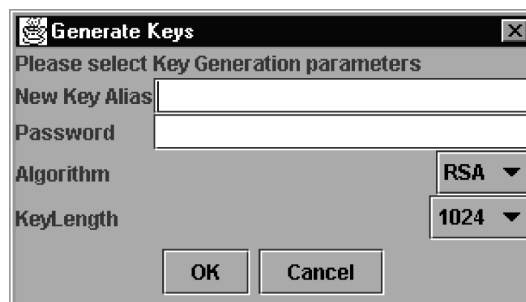 Generate Keys
Please select Key Generation parameters
New Key Alias
Password
Algorithm RSA
KeyLength 1024
OK Cancel